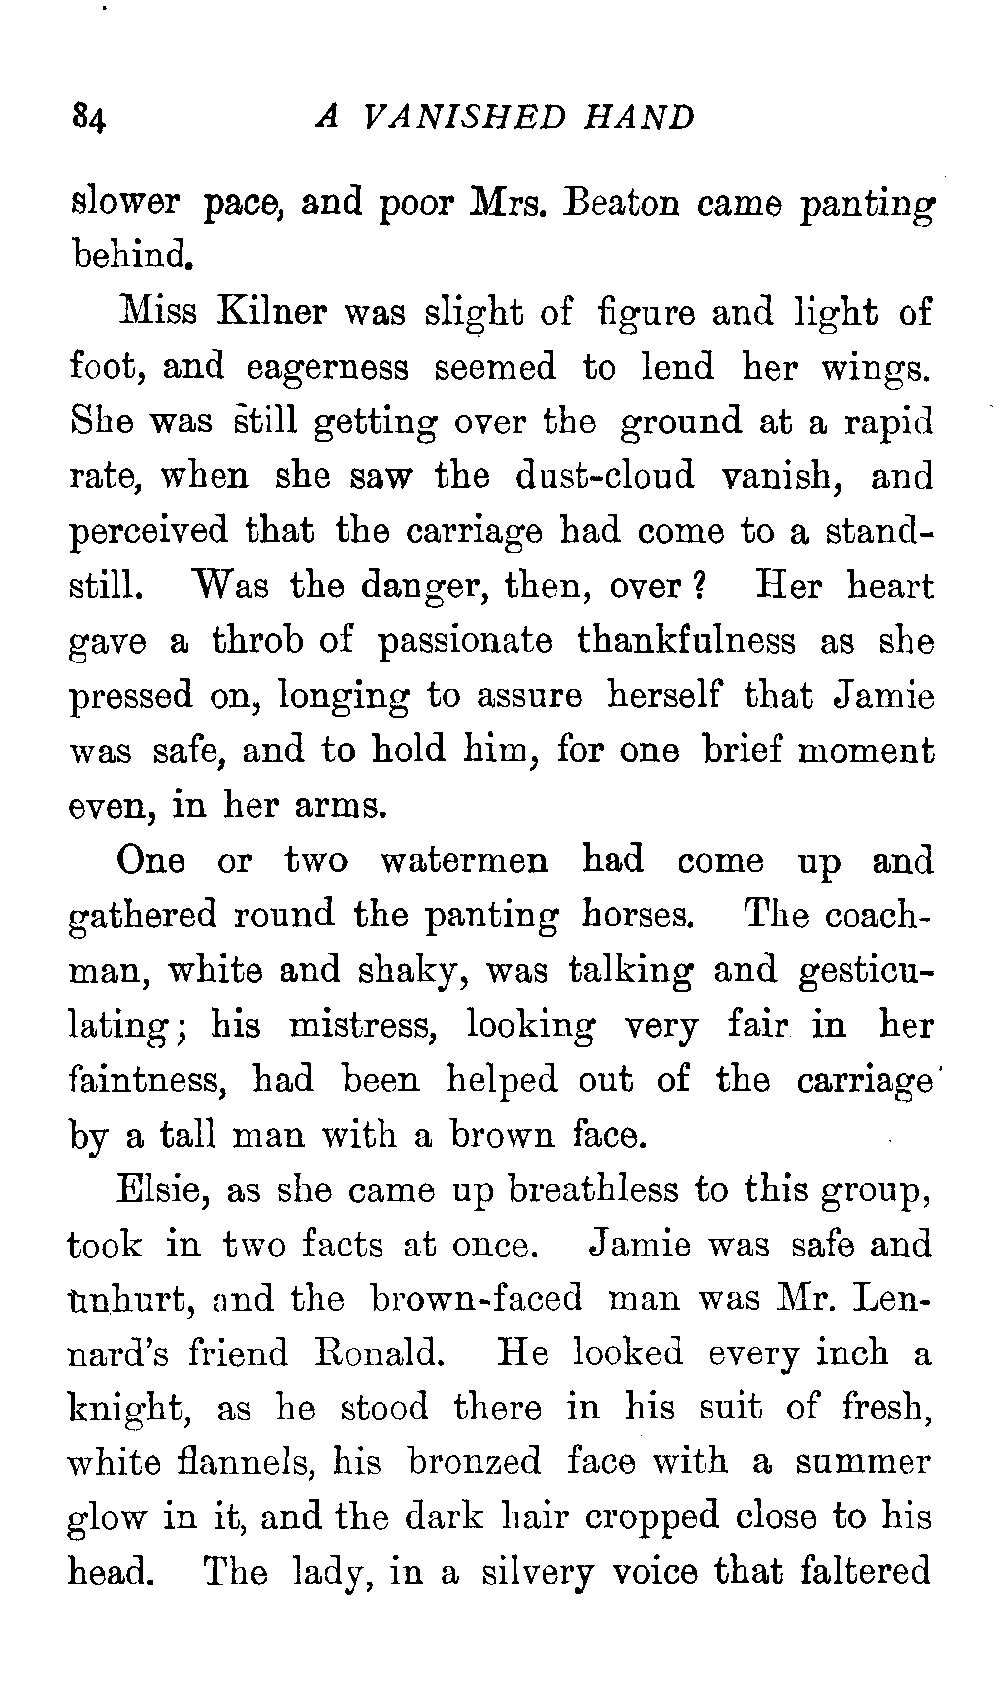 84 A VANISHED HAND
slower pace, and poor Mrs. Beaton came panting
behind.
Miss Kilner was slight of figure and light of
foot, and eagerness seemed to lend her wings.
She was still getting over the ground at a rapid
rate, when she saw the dust-cloud vanish, and
perceived that the carriage had come to a stand-
still. Was the danger, then, over ? Her heart
gave a throb of passionate thankfulness as she
pressed on, longing to assure herself that Jamie
was safe, and to hold him, for one brief moment
even, in her arms.
One or two watermen had come up and
gathered round the panting horses. The coach-
man, white and shaky, was talking and gesticu-
lating; his mistress, looking very fair in her
faintness, had been helped out of the carriage
by a tall man with a brown face.
Elsie, as she came up breathless to this group,
took in two facts at once. Jamie was safe and
unhurt, and the brown-faced man was Mr. Len-
nard's friend Ronald. He looked every inch a
knight, as he stood there in his suit of fresh,
white flannels, his bronzed face with a summer
glow in it, and the dark hair cropped close to his
head. The lady, in a silvery voice that faltered